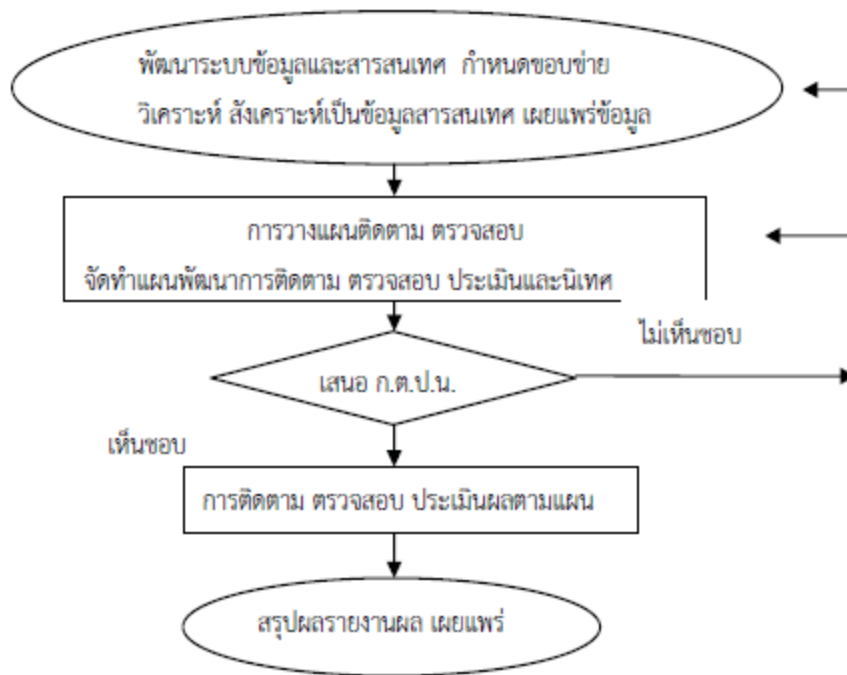 พัฒนาระบบข้อมูลและสารสนเทศ กำหนดขอบข่าย
วิเคราะห์ สังเคราะห์เป็นข้อมูลสารสนเทศ เผยแพร่ข้อมูล
การวางแผนติดตาม ตรวจสอบ
จัดทำแผนพัฒนาการติดตาม ตรวจสอบ ประเมินและนิเทศ
ไม่เห็นชอบ
เสนอ ก.ต.ป.น.
เห็นชอบ
การติดตาม ตรวจสอบ ประเมินผลตามแผน
สรุปผลรายงานผล เผยแพร่